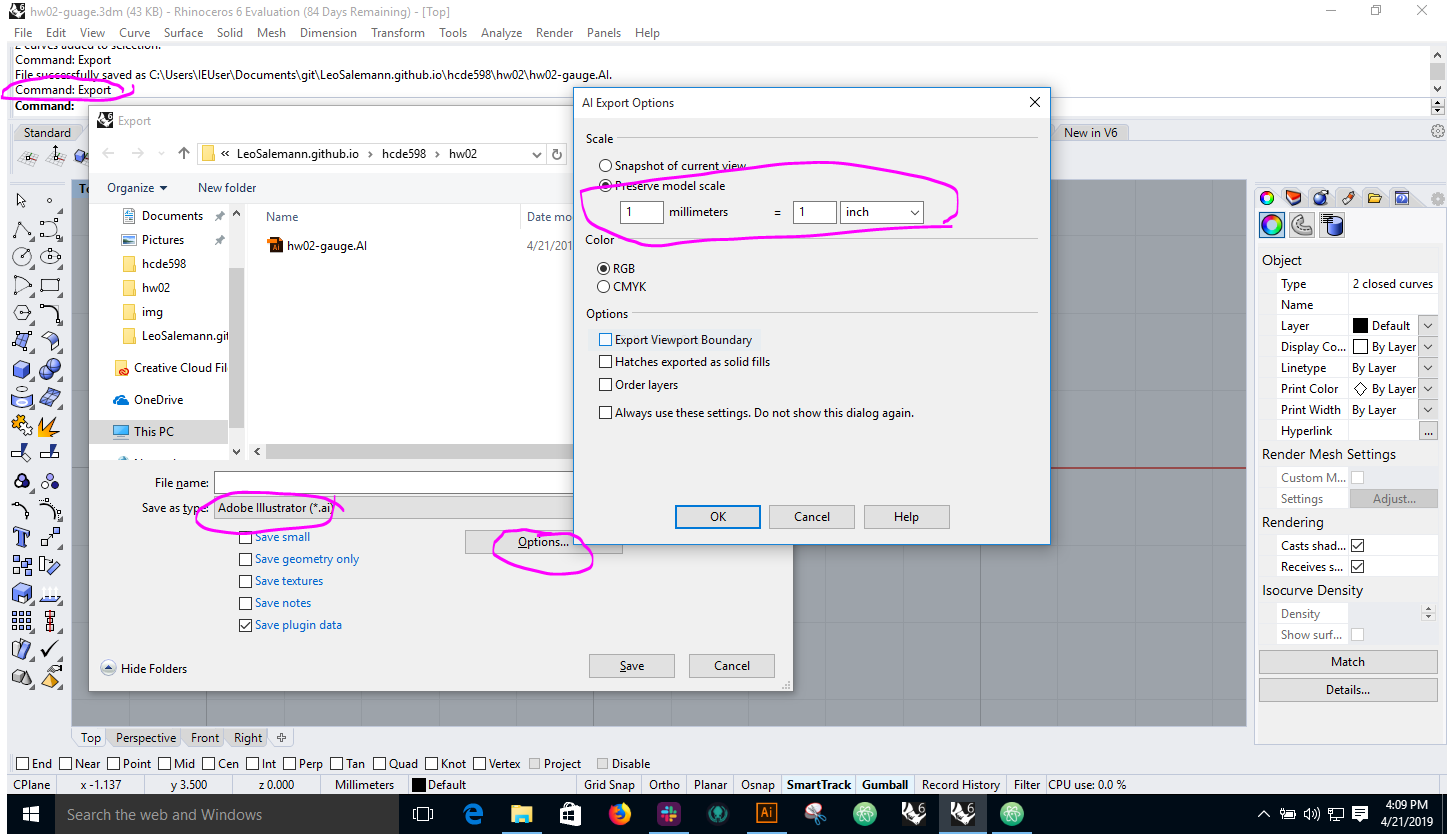 hw02-guage.3dm (43 KB) - Rhinoceros 6 Evaluation (84 Days Remaining) - [Top]
File Edit View Curve Surface Solid Mesh Dimension Transform Tools Analyze Render Panels Help
2 curves added to selection.
Command: Export
File successfully saved as C:\Users\IEUser\Documents\git\LeoSalemann.github.io\hcde598\hw02\hw02-gauge.AI.
Command: Export
Command:
Standard
New in V6
Export
« LeoSalemann.github.io › hcde598 › hw02
Organize
New folder
Documents
Pictures
hcde598
hw02
img
LeoSalemann.git
Creative Cloud Fil
OneDrive
This PC
Name
Date mo
hw02-gauge.AI
4/21/201
File name:
Save as type:
Adobe Illustrator (*.ai)
Save small
Save geometry only
Save textures
Save notes
Save plugin data
Options...
Hide Folders
Save
Cancel
AI Export Options
Scale
Snapshot of current view
Preserve model scale
1 millimeters = 1 inch
Color
RGB
CMYK
Options
Export Viewport Boundary
Hatches exported as solid fills
Order layers
Always use these settings. Do not show this dialog again.
OK
Cancel
Help
Object
Type 2 closed curves
Name
Layer Default
Display Co... By Layer
Linetype By Layer
Print Color By Layer
Print Width By Layer
Hyperlink ...
Render Mesh Settings
Custom M...
Settings Adjust...
Rendering
Casts shad...
Receives s...
Isocurve Density
Density
Show surf...
Match
Details...
Top Perspective Front Right
End Near Point Mid Cen Int Perp Tan Quad Knot Vertex Project Disable
CPlane x -1.137 y 3.500 z 0.000 Millimeters Default Grid Snap Ortho Planar Osnap SmartTrack Gumball Record History Filter CPU use: 0.0 %
Search the web and Windows
Ai
6
6
4:09 PM
4/21/2019